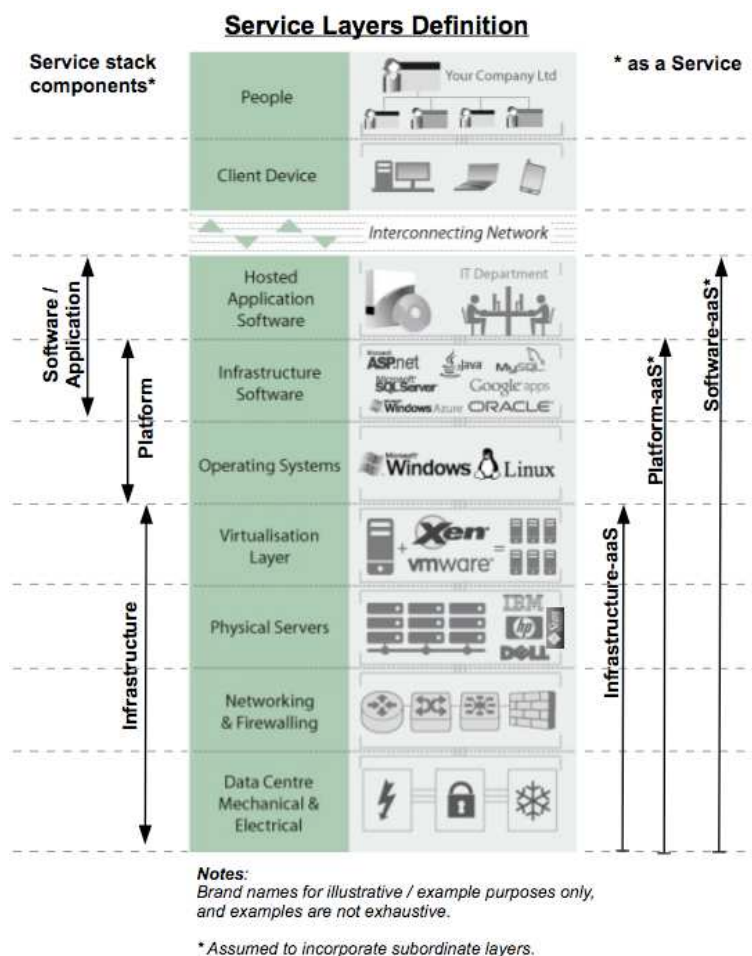 Service Layers Definition
Service stack
components*
* as a Service
People
Your Company Ltd
Client Device
Interconnecting Network
Hosted
Application
Software
IT Department
Software /
Application
Infrastructure
Software
Microsoft
ASP.net
Java
MySQL
Microsoft
SQL Server
Google apps
Windows Azure
ORACLE
Platform
Operating Systems
Microsoft
Windows
Linux
Virtualisation
Layer
+
Xen
vmware
=
Infrastructure
Physical Servers
IBM
hp
DELL
Networking
& Firewalling
Data Centre
Mechanical &
Electrical
Infrastructure-aaS
Platform-aaS*
Software-aaS*
Notes:
Brand names for illustrative / example purposes only,
and examples are not exhaustive.
* Assumed to incorporate subordinate layers.